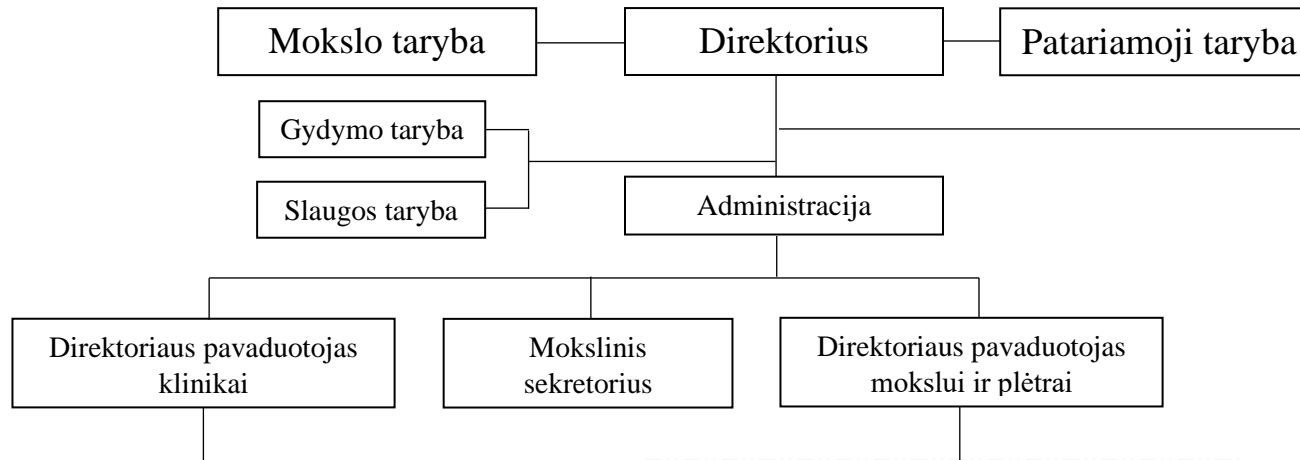 Mokslo taryba
Direktorius
Patariamoji taryba
Gydymo taryba
Slaugos taryba
Administracija
Direktoriaus pavaduotojas
klinikai
Mokslinis
sekretorius
Direktoriaus pavaduotojas
mokslui ir plėtrai